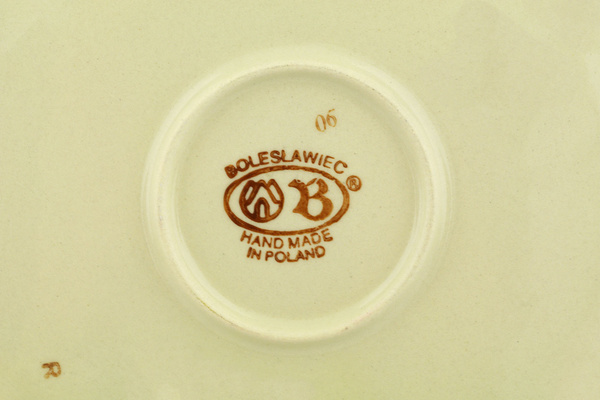 06
BOLESLAWIEC
B ®
HAND MADE
IN POLAND